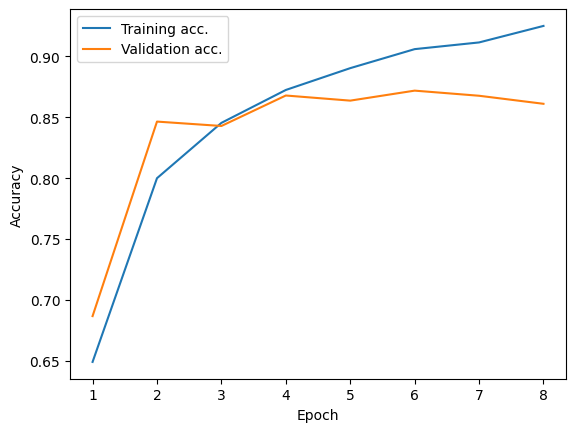 Training acc.
Validation acc.
0.90
0.85
0.80
0.75
0.70
0.65
Accuracy
1 2 3 4 5 6 7 8
Epoch